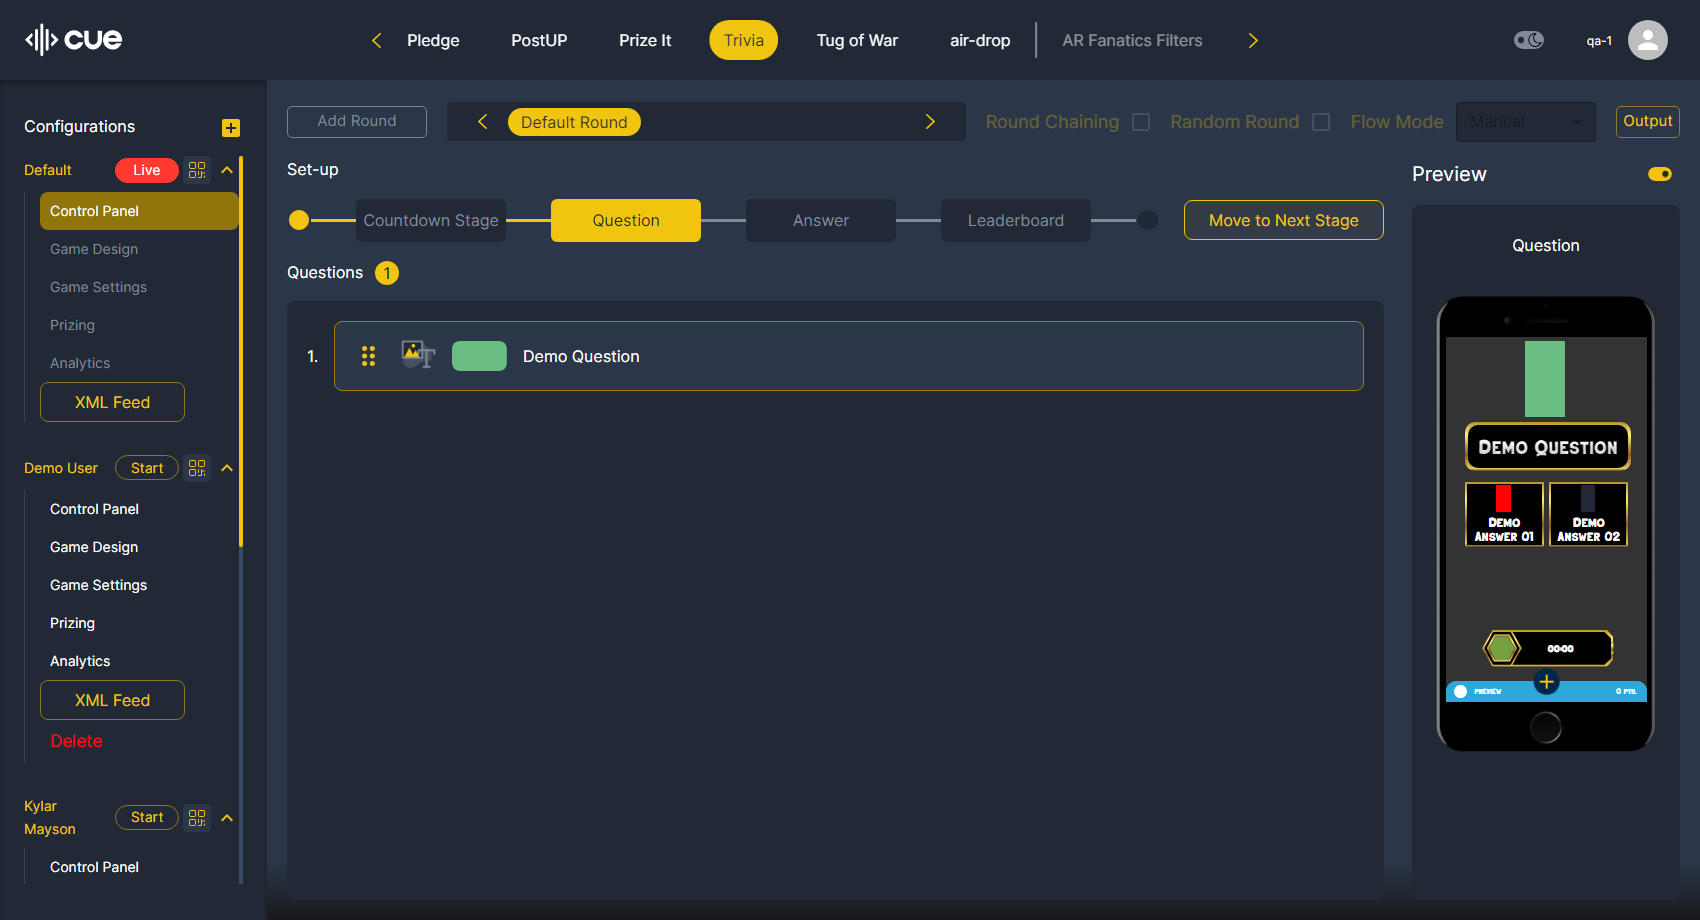 cue
Pledge
PostUP
Prize It
Trivia
Tug of War
air-drop
AR Fanatics Filters
qa-1
Configurations
Default
Live
Control Panel
Game Design
Game Settings
Prizing
Analytics
XML Feed
Demo User
Start
Control Panel
Game Design
Game Settings
Prizing
Analytics
XML Feed
Delete
Kylar
Mayson
Start
Control Panel
Add Round
Default Round
Round Chaining
Random Round
Flow Mode
Manual
Output
Set-up
Countdown Stage
Question
Answer
Leaderboard
Move to Next Stage
Questions 1
1.
Demo Question
Preview
Question
Demo Question
Demo
Answer 01
Demo
Answer 02
00:00
PREVIEW
0 PTS.